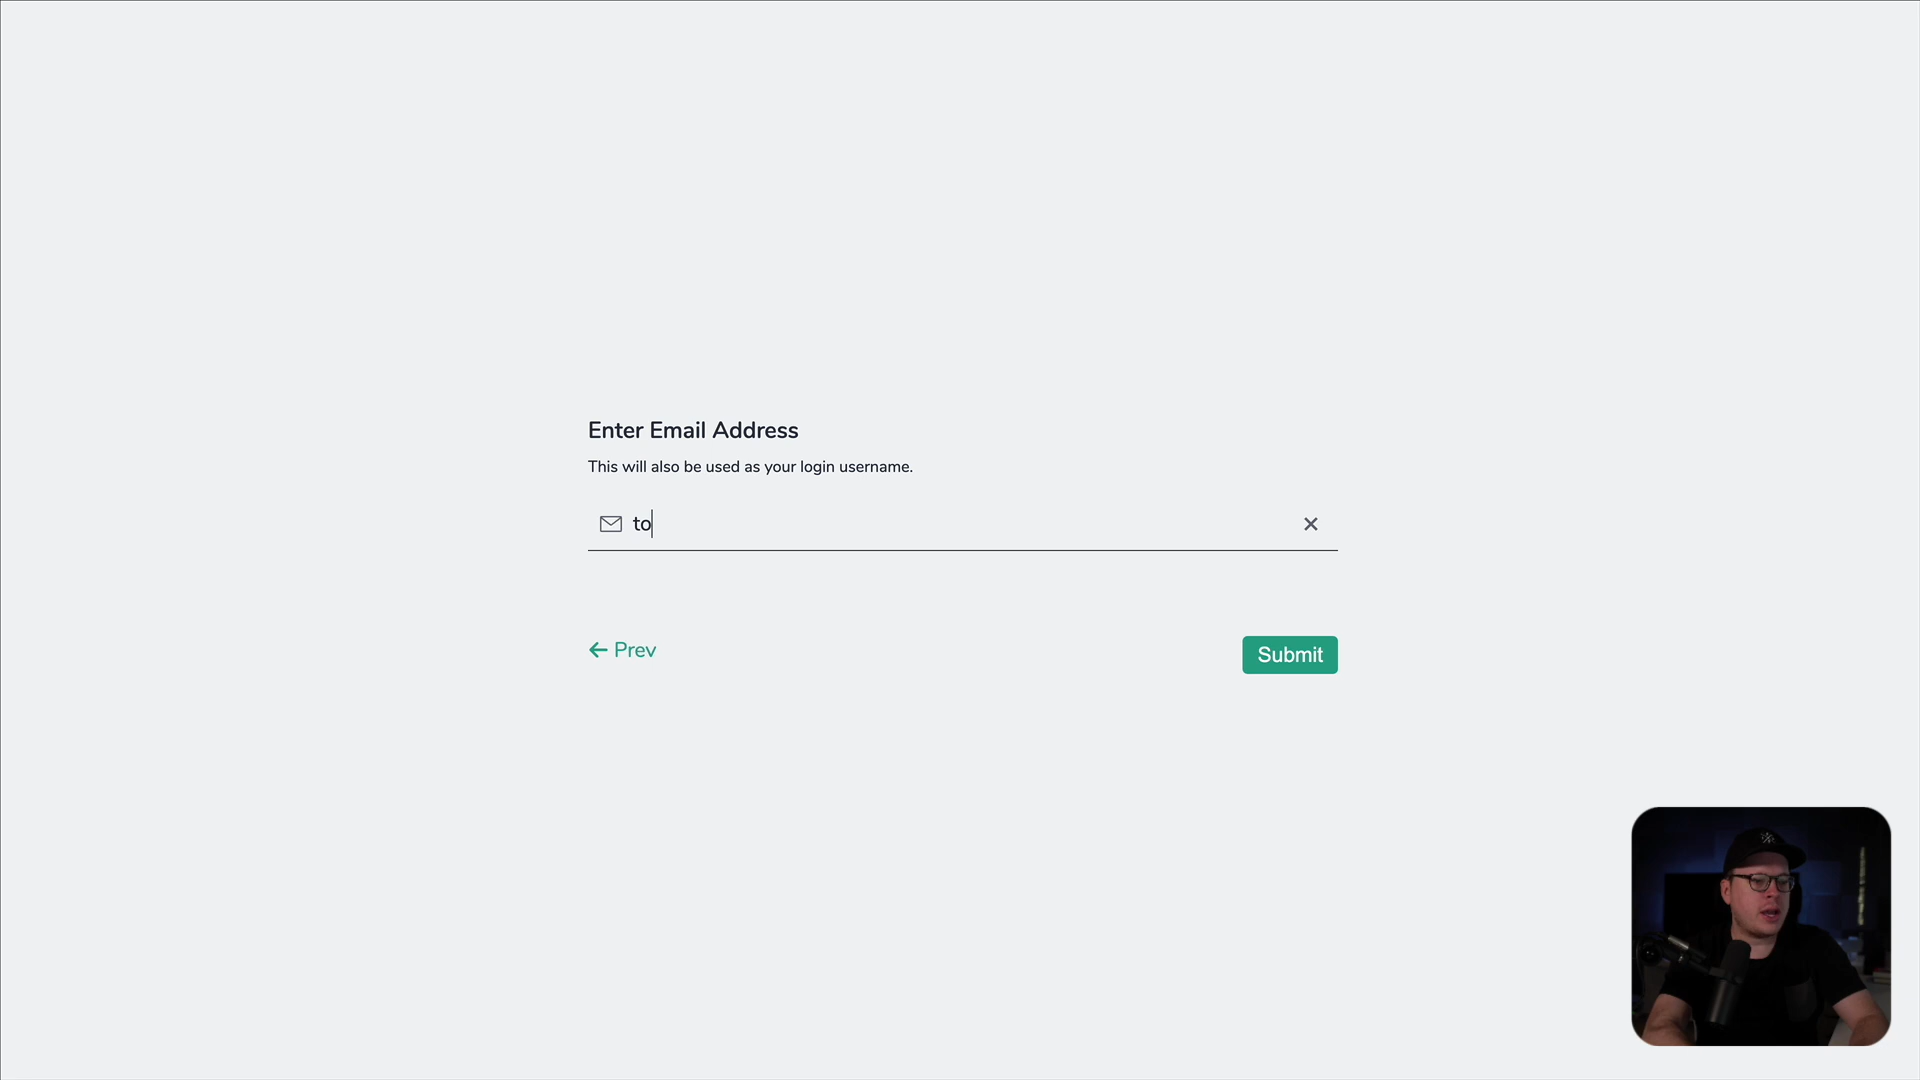 Enter Email Address
This will also be used as your login username.
to
← Prev
Submit